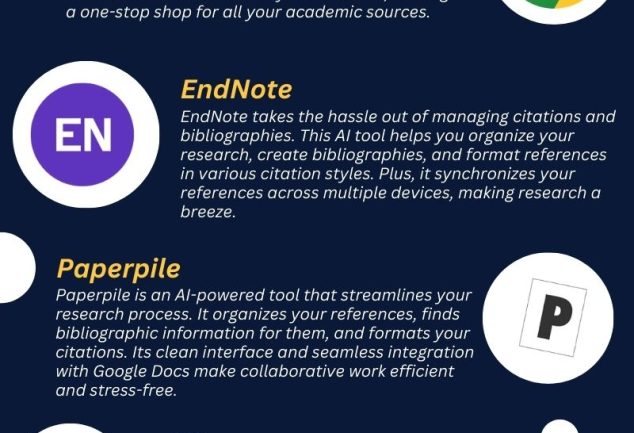 a one-stop shop for all your academic sources.
EN
EndNote
EndNote takes the hassle out of managing citations and
bibliographies. This AI tool helps you organize your
research, create bibliographies, and format references
in various citation styles. Plus, it synchronizes your
references across multiple devices, making research a
breeze.
Paperpile
Paperpile is an AI-powered tool that streamlines your
research process. It organizes your references, finds
bibliographic information for them, and formats your
citations. Its clean interface and seamless integration
with Google Docs make collaborative work efficient
and stress-free.
P